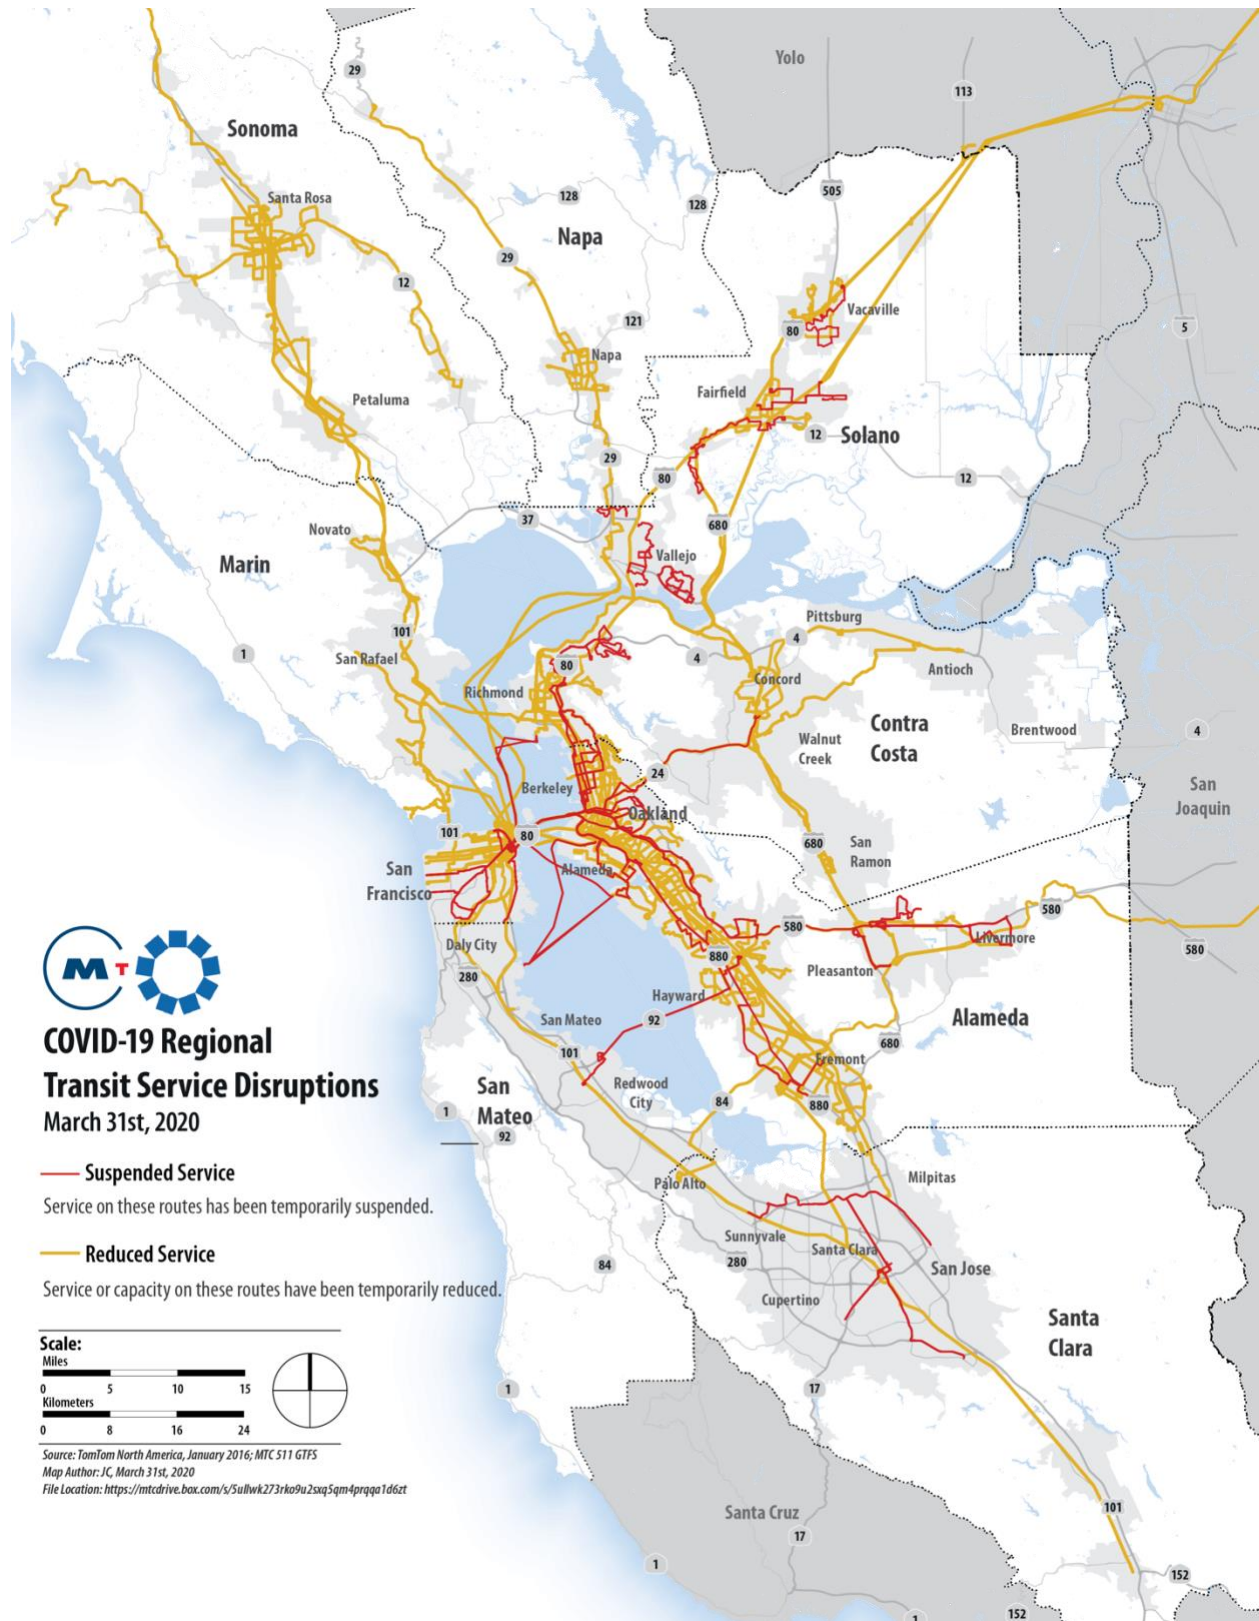 Yolo
29
113
Sonoma
505
128
128
Santa Rosa
Napa
29
12
121
Vacaville
5
80
Napa
Petaluma
Fairfield
12
Solano
29
80
12
37
680
Novato
Vallejo
Marin
Pittsburg
101
4
1
San Rafael
80
4
Antioch
Richmond
Concord
Contra
Costa
Brentwood
4
Walnut
Creek
24
San
Joaquin
Berkeley
Oakland
101
80
680
San
Ramon
San
Francisco
Alameda
580
580
Livermore
580
Daly City
880
280
Pleasanton
Hayward
San Mateo
92
Alameda
101
680
Fremont
San
Mateo
Redwood
City
84
880
1
92
Milpitas
Palo Alto
Sunnyvale
Santa Clara
280
84
San Jose
Cupertino
Santa
Clara
17
1
101
Santa Cruz
17
1
152
152
1
M T
COVID-19 Regional
Transit Service Disruptions
March 31st, 2020
Suspended Service
Service on these routes has been temporarily suspended.
Reduced Service
Service or capacity on these routes have been temporarily reduced.
Scale:
Miles
0 5 10 15
Kilometers
0 8 16 24
Source: TomTom North America, January 2016; MTC 511 GTFS
Map Author: JC, March 31st, 2020
File Location: https://mtcdrive.box.com/s/5ullwk273rko9u2sxq5qm4prqqa1d6zt